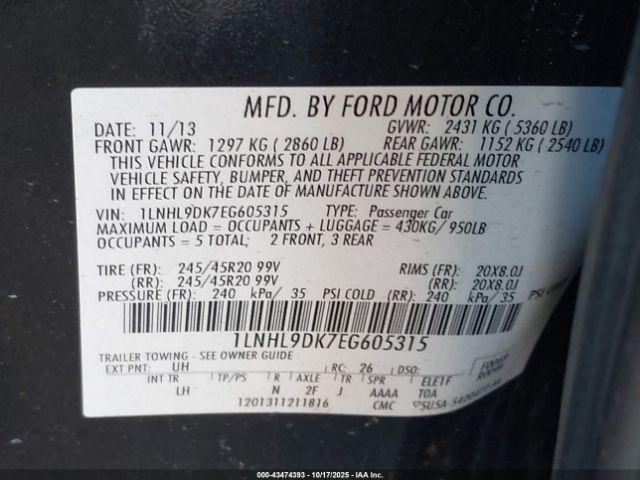 MFD. BY FORD MOTOR CO.
DATE: 11/13 GVWR: 2431 KG ( 5360 LB)
FRONT GAWR: 1297 KG ( 2860 LB) REAR GAWR: 1152 KG ( 2540 LB)
THIS VEHICLE CONFORMS TO ALL APPLICABLE FEDERAL MOTOR
VEHICLE SAFETY, BUMPER, AND THEFT PREVENTION STANDARDS
IN EFFECT ON THE DATE OF MANUFACTURE SHOWN ABOVE.
VIN: 1LNHL9DK7EG605315 TYPE: Passenger Car
MAXIMUM LOAD = OCCUPANTS + LUGGAGE = 430KG/ 950LB
OCCUPANTS = 5 TOTAL; 2 FRONT, 3 REAR
TIRE (FR): 245/45R20 99V RIMS (FR): 20X8.0J
(RR): 245/45R20 99V (RR): 20X8.0J
PRESSURE (FR): 240 kPa/ 35 PSI COLD (RR): 240 kPa/ 35 PSI COLD
1LNHL9DK7EG605315
TRAILER TOWING - SEE OWNER GUIDE
EXT PNT: UH RC: 26 DSO:
INT TR TP/PS R AXLE TR SPR ELE1F
LH N 2F J AAAA TOA
1201311211816 CMC
© 2000-43474393 - 10/17/2025 - IAA Inc.